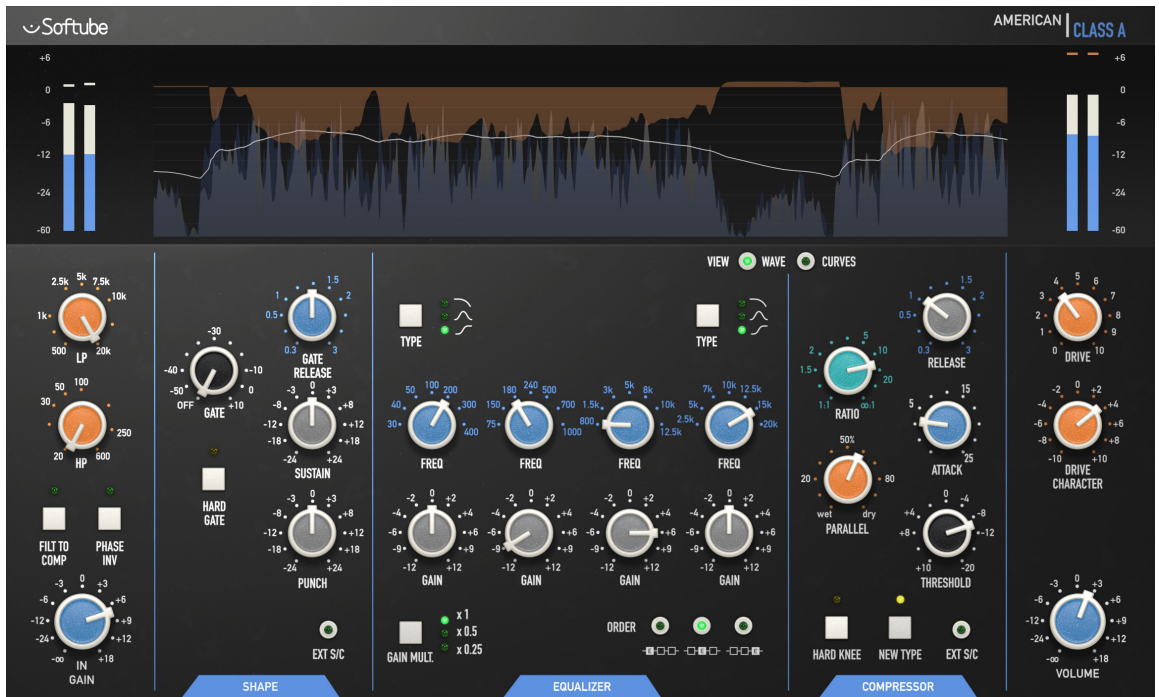 Softube
AMERICAN CLASS A
+6
0
-6
-12
-24
-60
+6
0
-6
-12
-24
-60
VIEW WAVE CURVES
500 1k 2.5k 5k 7.5k 10k 20k
LP
20 30 50 100 250 600
HP
FILT TO COMP
PHASE INV
-∞ -24 -12 -6 -3 0 +3 +6 +9 +12 +18
IN GAIN
OFF -50 -40 -30 -10 0 +10
GATE
HARD GATE
0.3 0.5 1 1.5 2 3
GATE RELEASE
-24 -18 -12 -8 -3 0 +3 +8 +12 +18 +24
SUSTAIN
-24 -18 -12 -8 -3 0 +3 +8 +12 +18 +24
PUNCH
EXT S/C
SHAPE
TYPE
TYPE
30 40 50 100 200 300 400
FREQ
75 150 180 240 500 700 1000
FREQ
800 1.5k 3k 5k 8k 10k 12.5k
FREQ
2.5k 5k 7k 10k 12.5k 15k 20k
FREQ
-12 -9 -6 -4 -2 0 +2 +4 +6 +9 +12
GAIN
-12 -9 -6 -4 -2 0 +2 +4 +6 +9 +12
GAIN
-12 -9 -6 -4 -2 0 +2 +4 +6 +9 +12
GAIN
-12 -9 -6 -4 -2 0 +2 +4 +6 +9 +12
GAIN
GAIN MULT.
x 1
x 0.5
x 0.25
ORDER
E
E
E
EQUALIZER
1:1 1.5 2 5 10 20 ∞:1
RATIO
wet 20 50% 80 dry
PARALLEL
0.3 0.5 1 1.5 2 3
RELEASE
5 15 25
ATTACK
+10 +8 +4 0 -4 -8 -12 -20
THRESHOLD
HARD KNEE
NEW TYPE
EXT S/C
COMPRESSOR
0 1 2 3 4 5 6 7 8 9 10
DRIVE
-10 -8 -6 -4 -2 0 +2 +4 +6 +8 +10
DRIVE CHARACTER
-∞ -24 -12 -6 -3 0 +3 +6 +9 +12 +18
VOLUME